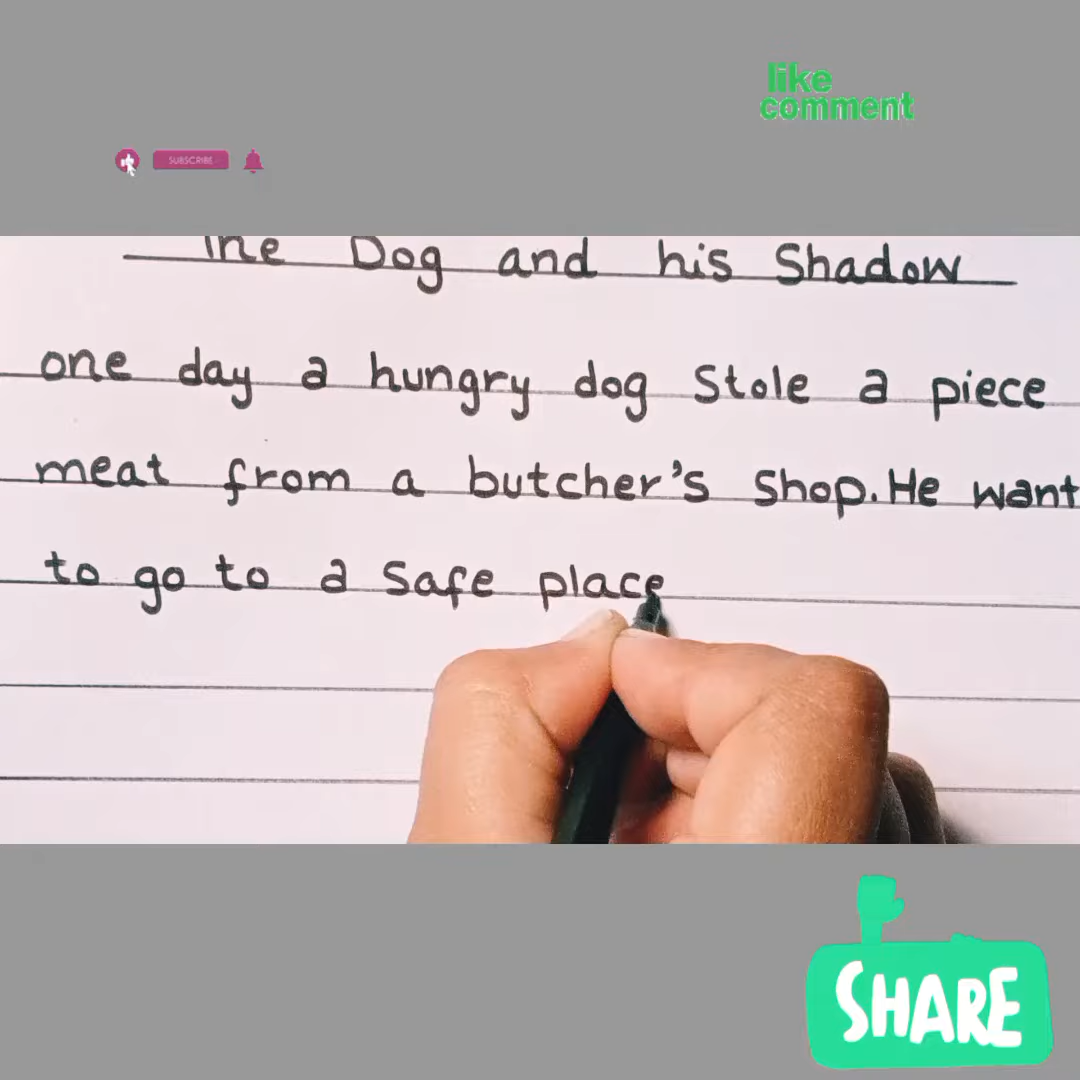 like
comment
SUBSCRIBE
The Dog and his Shadow
one day a hungry dog Stole a piece
meat from a butcher's Shop. He want
to go to a Safe place
SHARE